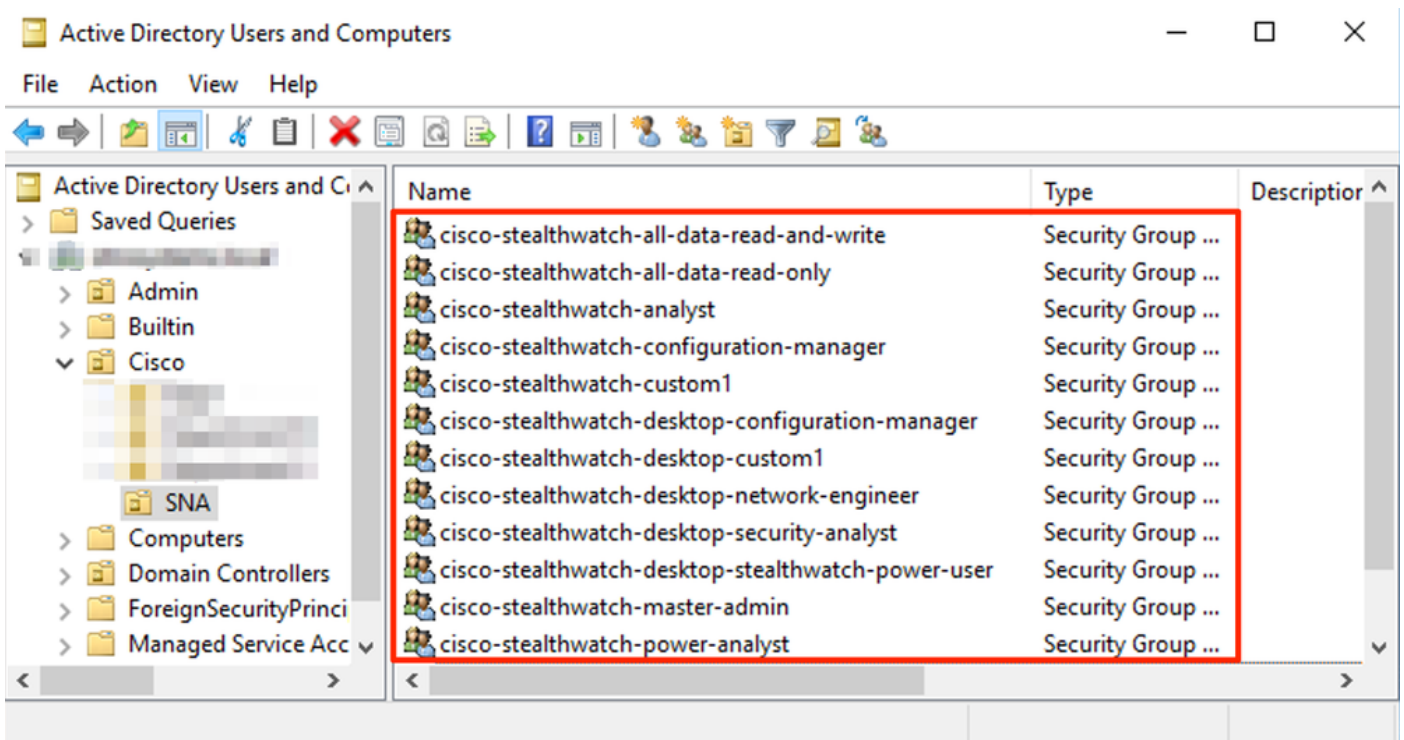 Active Directory Users and Computers
File Action View Help
Active Directory Users and C
Saved Queries
Admin
Builtin
Cisco
SNA
Computers
Domain Controllers
ForeignSecurityPrinci
Managed Service Acc
Name Type Description
cisco-stealthwatch-all-data-read-and-write Security Group ...
cisco-stealthwatch-all-data-read-only Security Group ...
cisco-stealthwatch-analyst Security Group ...
cisco-stealthwatch-configuration-manager Security Group ...
cisco-stealthwatch-custom1 Security Group ...
cisco-stealthwatch-desktop-configuration-manager Security Group ...
cisco-stealthwatch-desktop-custom1 Security Group ...
cisco-stealthwatch-desktop-network-engineer Security Group ...
cisco-stealthwatch-desktop-security-analyst Security Group ...
cisco-stealthwatch-desktop-stealthwatch-power-user Security Group ...
cisco-stealthwatch-master-admin Security Group ...
cisco-stealthwatch-power-analyst Security Group ...